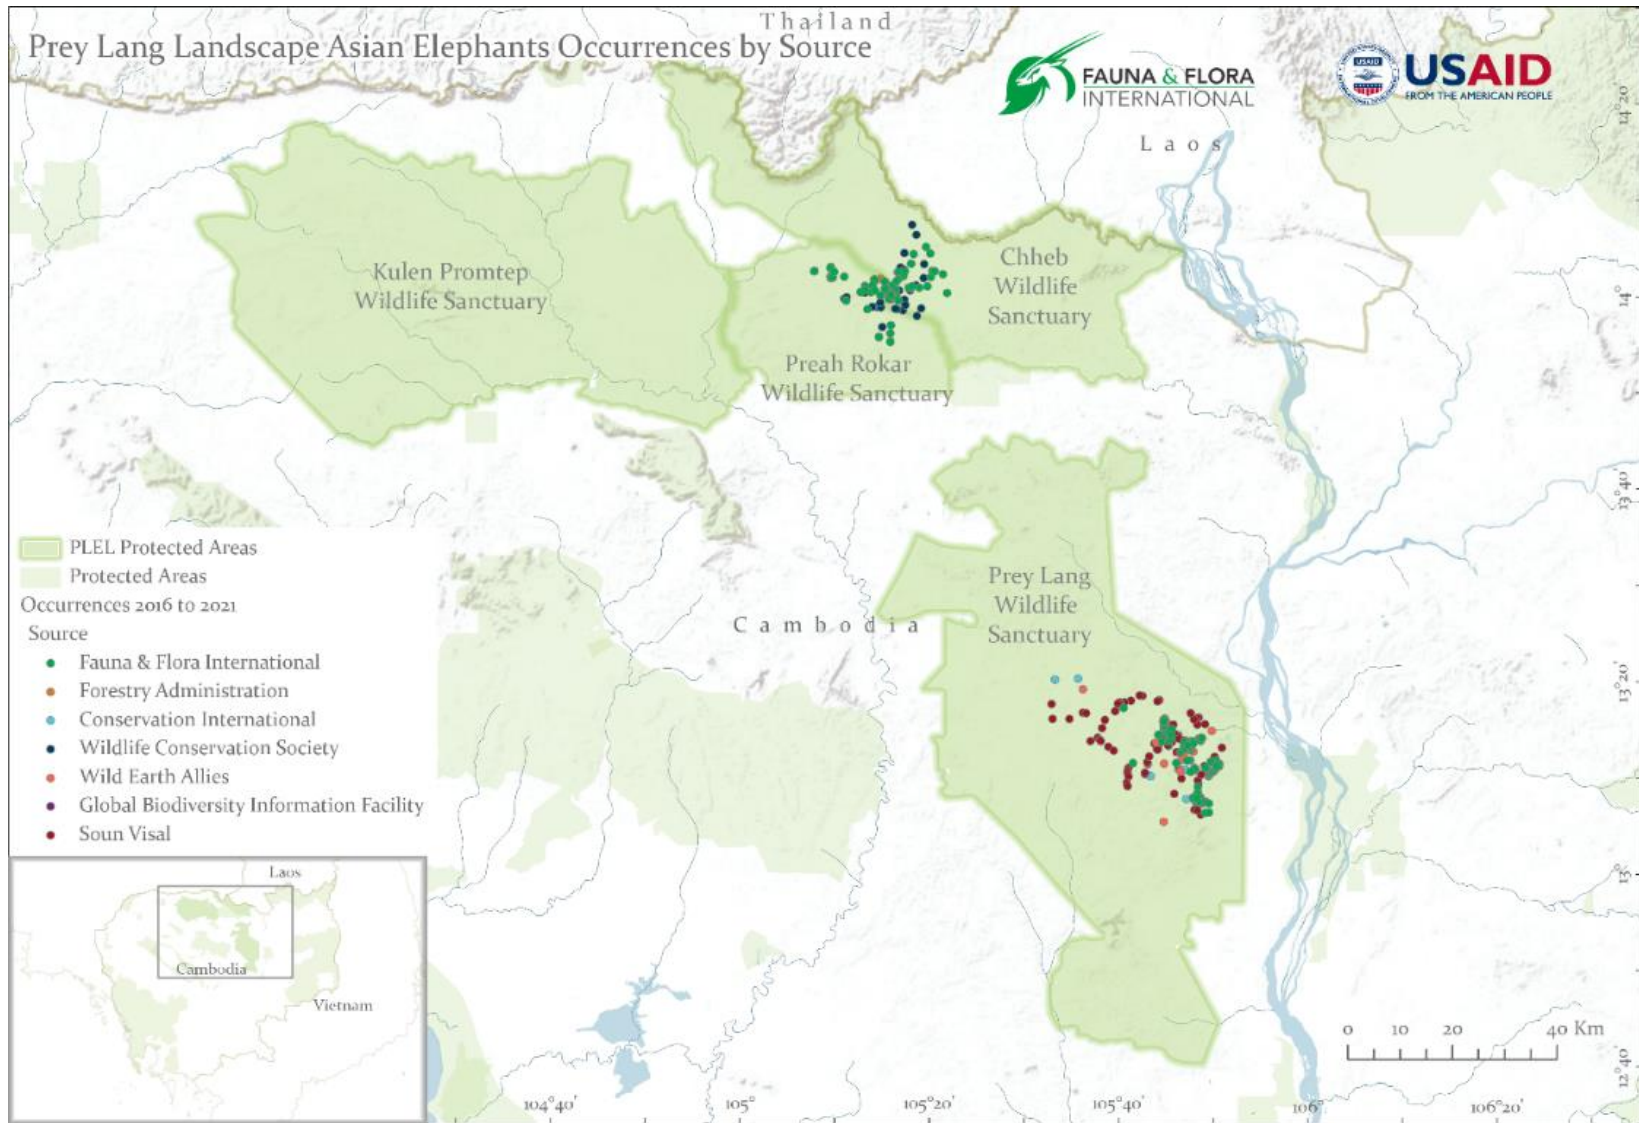 Thailand
Prey Lang Landscape Asian Elephants Occurrences by Source
FAUNA & FLORA
INTERNATIONAL
USAID
USAID
FROM THE AMERICAN PEOPLE
Laos
14°20'
Kulen Promtep
Wildlife Sanctuary
Chheb
Wildlife
Sanctuary
14°
Preah Rokar
Wildlife Sanctuary
13°40'
PLEL Protected Areas
Protected Areas
Occurrences 2016 to 2021
Source
Fauna & Flora International
Forestry Administration
Conservation International
Wildlife Conservation Society
Wild Earth Allies
Global Biodiversity Information Facility
Soun Visal
Prey Lang
Wildlife
Sanctuary
Cambodia
13°20'
13°
Laos
Cambodia
Vietnam
0 10 20 40 Km
12°40'
104°40'
105°
105°20'
105°40'
106°
106°20'